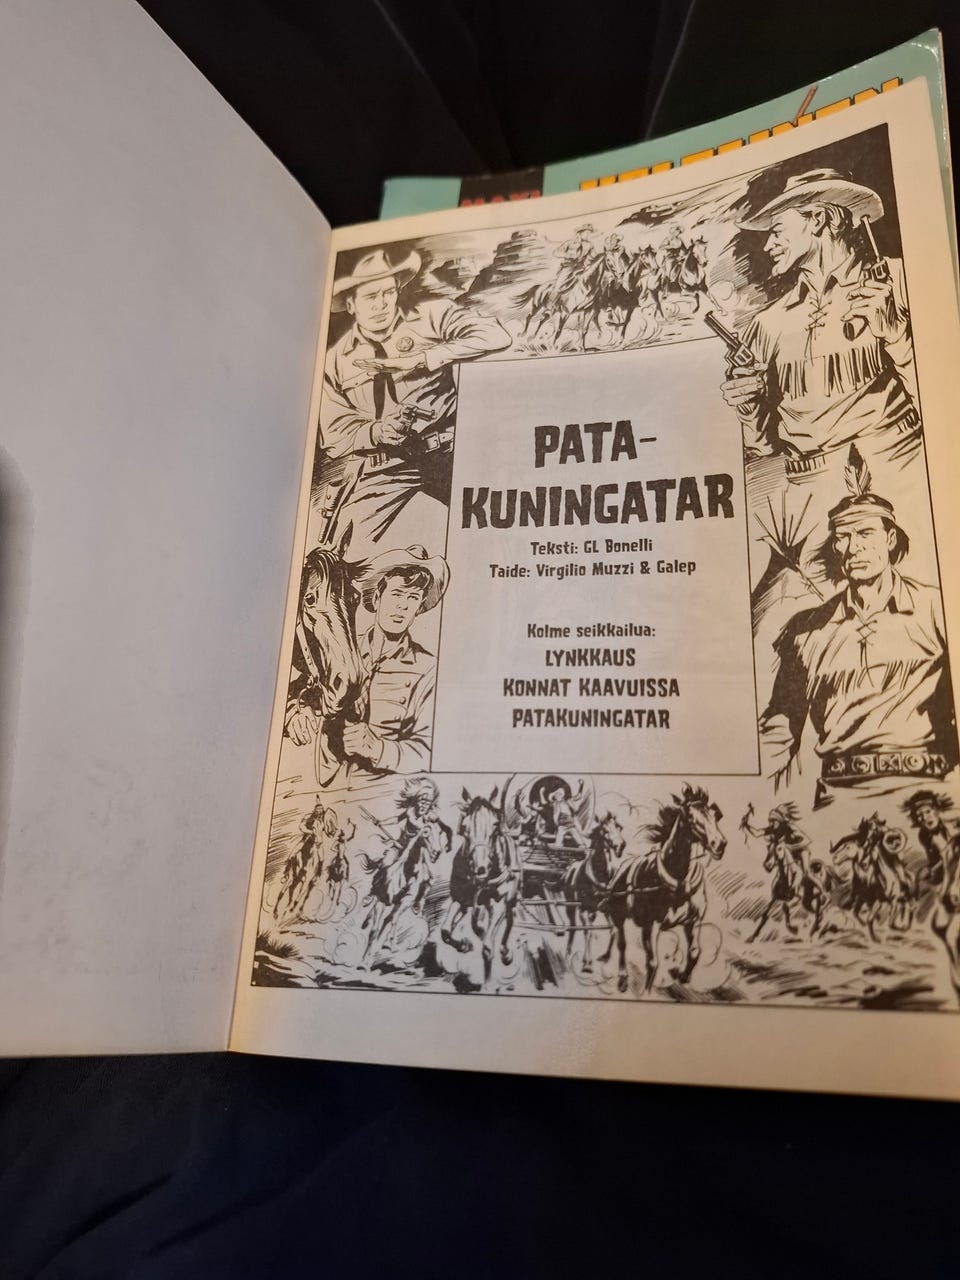 PATA-
KUNINGATAR
Teksti: GL Bonelli
Taide: Virgilio Muzzi & Galep
Kolme seikkailua:
LYNKKAUS
KONNAT KAAVUISSA
PATAKUNINGATAR